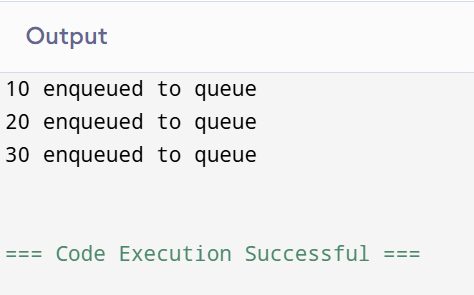 Output
10 enqueued to queue
20 enqueued to queue
30 enqueued to queue
=== Code Execution Successful ===